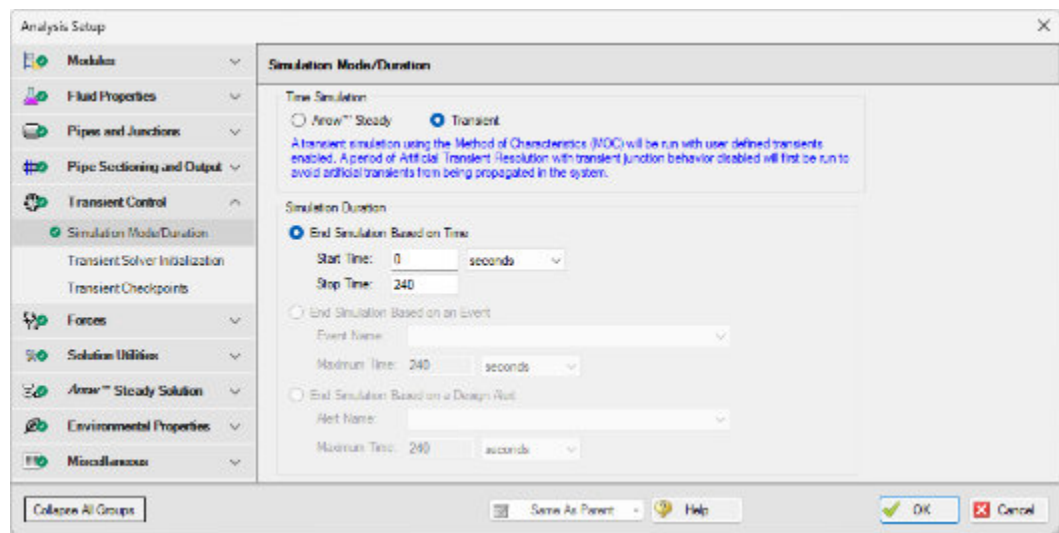 Analysis Setup
Modules
Fluid Properties
Pipes and Junctions
Pipe Sectioning and Output
Transient Control
Simulation Mode/Duration
Transient Solver Initialization
Transient Checkpoints
Forces
Solution Utilities
Arrow™ Steady Solution
Environmental Properties
Miscellaneous
Collapse All Groups
Simulation Mode/Duration
Time Simulation
Arrow™ Steady
Transient
A transient simulation using the Method of Characteristics (MOC) will be run with user defined transients
enabled. A period of Artificial Transient Resolution with transient junction behavior disabled will first be run to
avoid artificial transients from being propagated in the system.
Simulation Duration
End Simulation Based on Time
Start Time: 0 seconds
Stop Time: 240
End Simulation Based on an Event
Event Name:
Maximum Time: 240 seconds
End Simulation Based on a Design Alert
Alert Name:
Maximum Time: 240 seconds
Same As Parent
Help
OK
Cancel